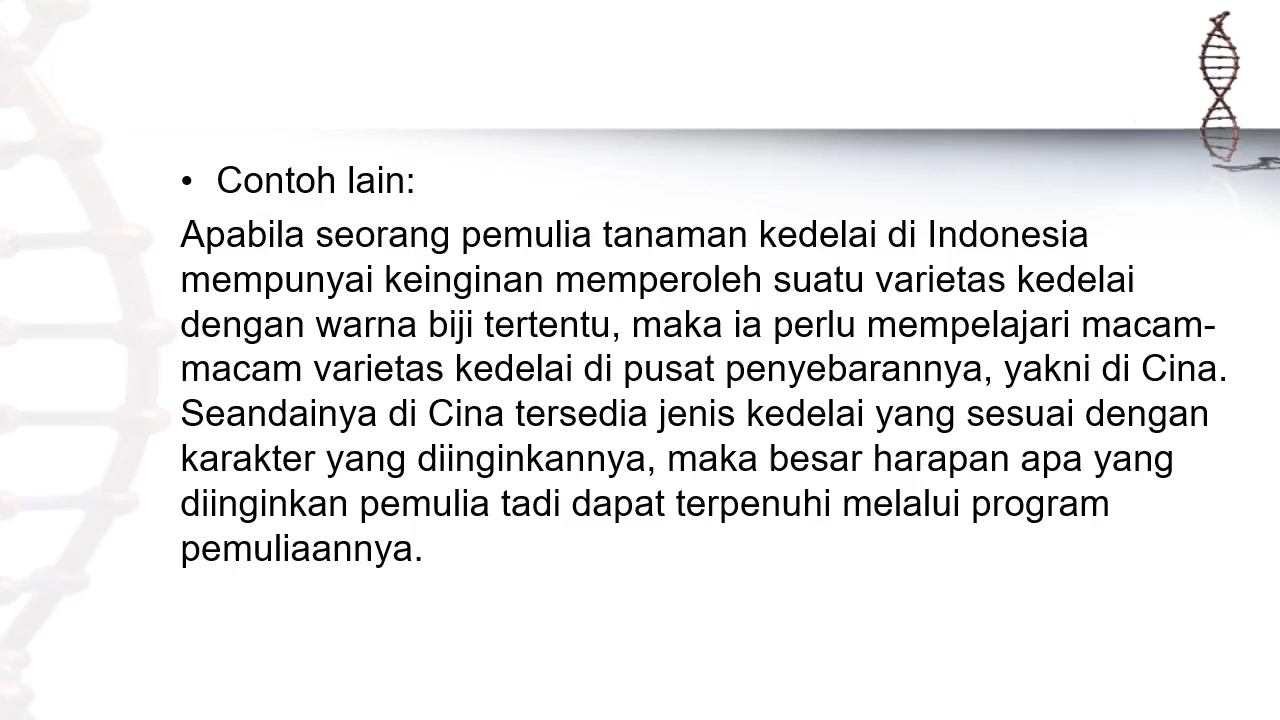 • Contoh lain:
Apabila seorang pemulia tanaman kedelai di Indonesia
mempunyai keinginan memperoleh suatu varietas kedelai
dengan warna biji tertentu, maka ia perlu mempelajari macam-
macam varietas kedelai di pusat penyebarannya, yakni di Cina.
Seandainya di Cina tersedia jenis kedelai yang sesuai dengan
karakter yang diinginkannya, maka besar harapan apa yang
diinginkan pemulia tadi dapat terpenuhi melalui program
pemuliaannya.